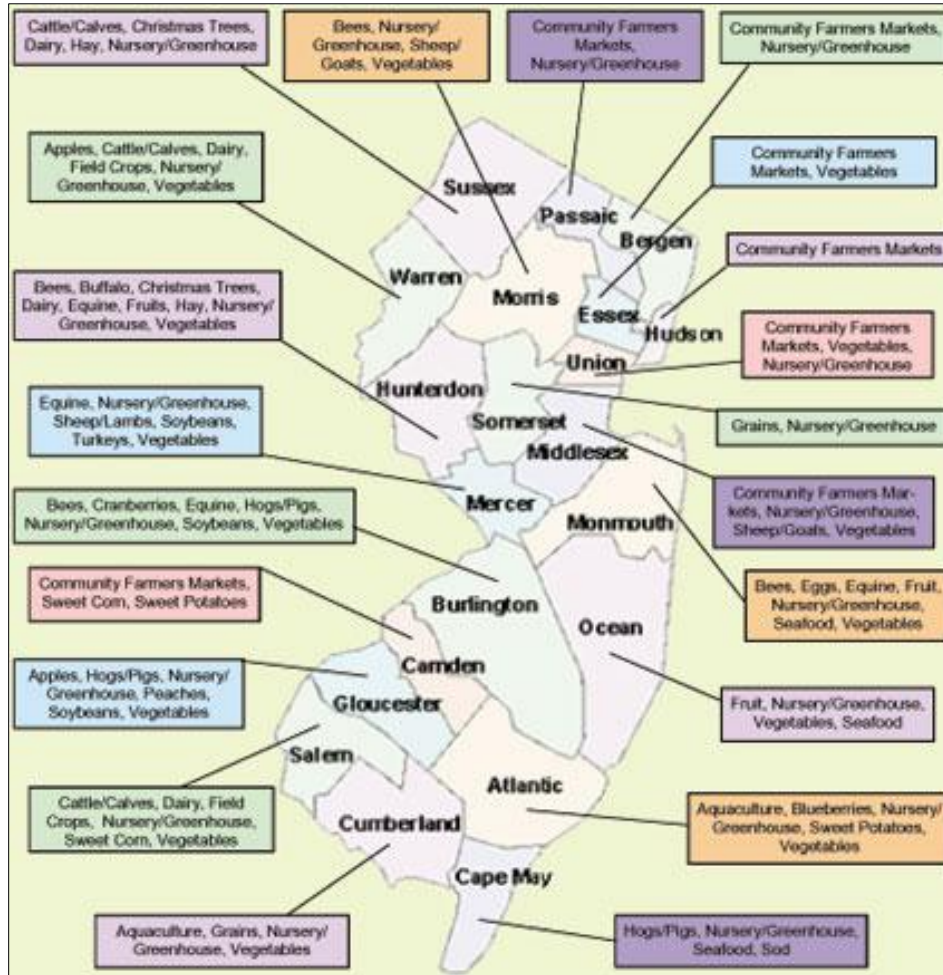 Cattle/Calves, Christmas Trees,
Dairy, Hay, Nursery/Greenhouse
Bees, Nursery/
Greenhouse, Sheep/
Goats, Vegetables
Community Farmers
Markets,
Nursery/Greenhouse
Community Farmers Markets,
Nursery/Greenhouse
Apples, Cattle/Calves, Dairy,
Field Crops, Nursery/
Greenhouse, Vegetables
Community Farmers
Markets, Vegetables
Sussex
Passaic
Bergen
Community Farmers Markets
Warren
Morris
Essex
Hudson
Bees, Buffalo, Christmas Trees,
Dairy, Equine, Fruits, Hay, Nursery/
Greenhouse, Vegetables
Community Farmers
Markets, Vegetables,
Nursery/Greenhouse
Union
Hunterdon
Somerset
Equine, Nursery/Greenhouse,
Sheep/Lambs, Soybeans,
Turkeys, Vegetables
Grains, Nursery/Greenhouse
Middlesex
Mercer
Monmouth
Bees, Cranberries, Equine, Hogs/Pigs,
Nursery/Greenhouse, Soybeans, Vegetables
Community Farmers Mar-
kets, Nursery/Greenhouse,
Sheep/Goats, Vegetables
Community Farmers Markets,
Sweet Corn, Sweet Potatoes
Bees, Eggs, Equine, Fruit,
Nursery/Greenhouse,
Seafood, Vegetables
Burlington
Ocean
Camden
Apples, Hogs/Pigs, Nursery/
Greenhouse, Peaches,
Soybeans, Vegetables
Gloucester
Fruit, Nursery/Greenhouse,
Vegetables, Seafood
Salem
Atlantic
Cattle/Calves, Dairy, Field
Crops, Nursery/Greenhouse,
Sweet Corn, Vegetables
Cumberland
Aquaculture, Blueberries, Nursery/
Greenhouse, Sweet Potatoes,
Vegetables
Cape May
Aquaculture, Grains, Nursery/
Greenhouse, Vegetables
Hogs/Pigs, Nursery/Greenhouse,
Seafood, Sod